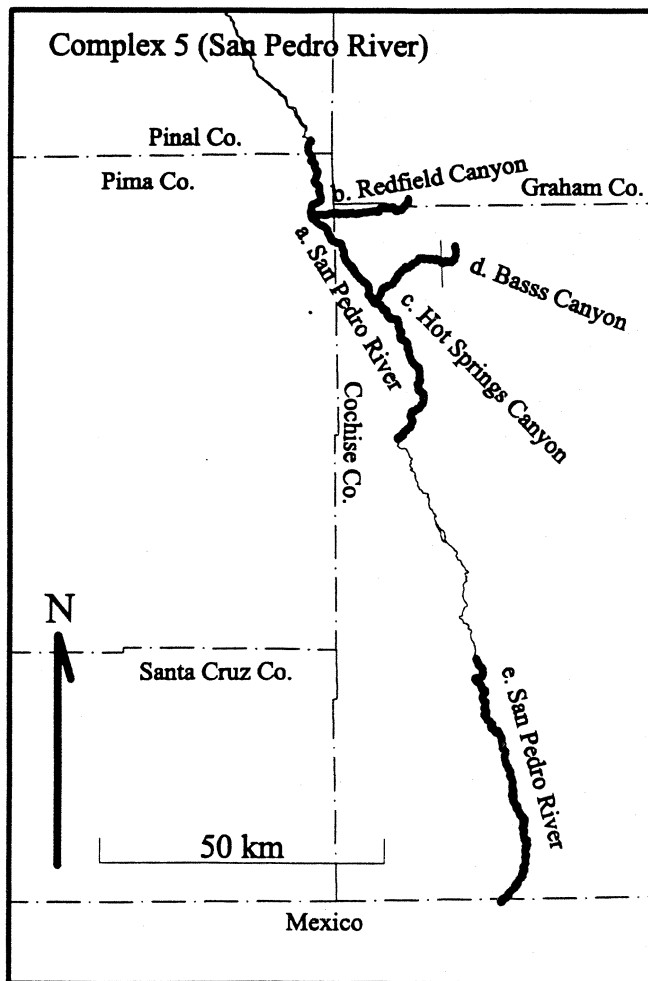 Complex 5 (San Pedro River)
Pinal Co.
Pima Co.
b. Redfield Canyon
Graham Co.
a. San Pedro River
d. Basss Canyon
c. Hot Springs Canyon
Cochise Co.
N
Santa Cruz Co.
e. San Pedro River
50 km
Mexico